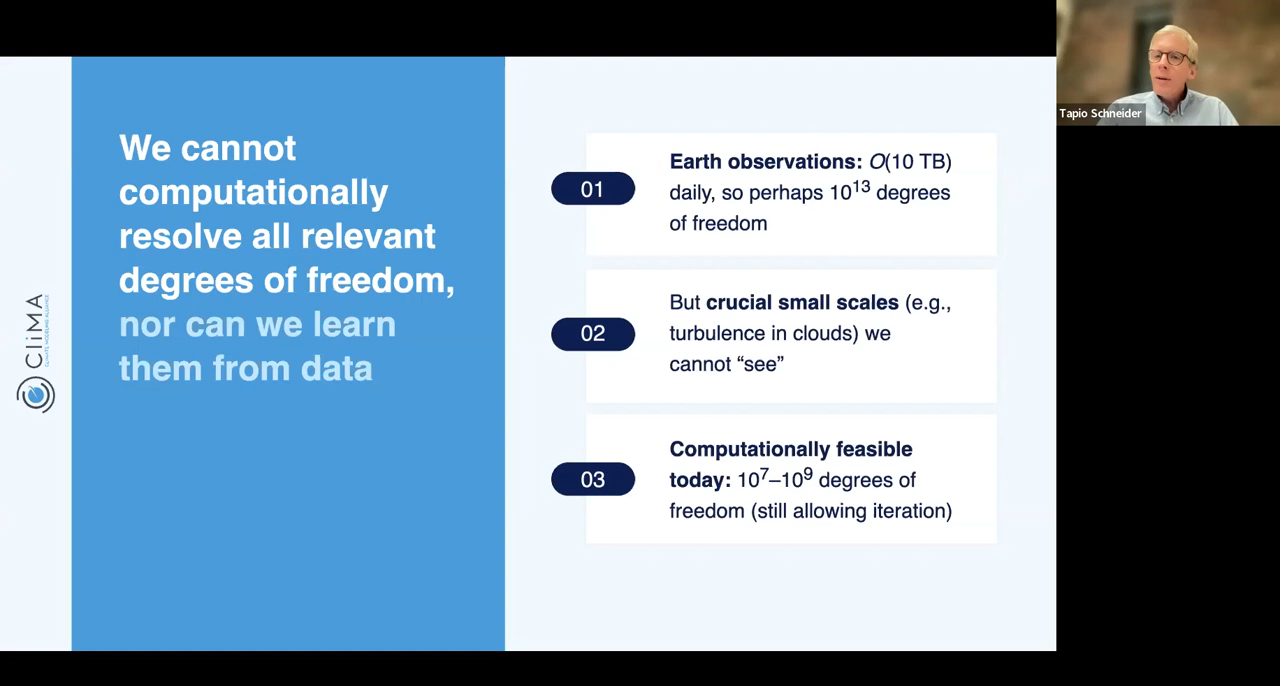 We cannot
computationally
resolve all relevant
degrees of freedom,
nor can we learn
them from data
01
Earth observations: O(10 TB)
daily, so perhaps 10^13 degrees
of freedom
02
But crucial small scales (e.g.,
turbulence in clouds) we
cannot “see”
03
Computationally feasible
today: 10^7–10^9 degrees of
freedom (still allowing iteration)
CliMA
CLIMATE MODELING ALLIANCE
Tapio Schneider